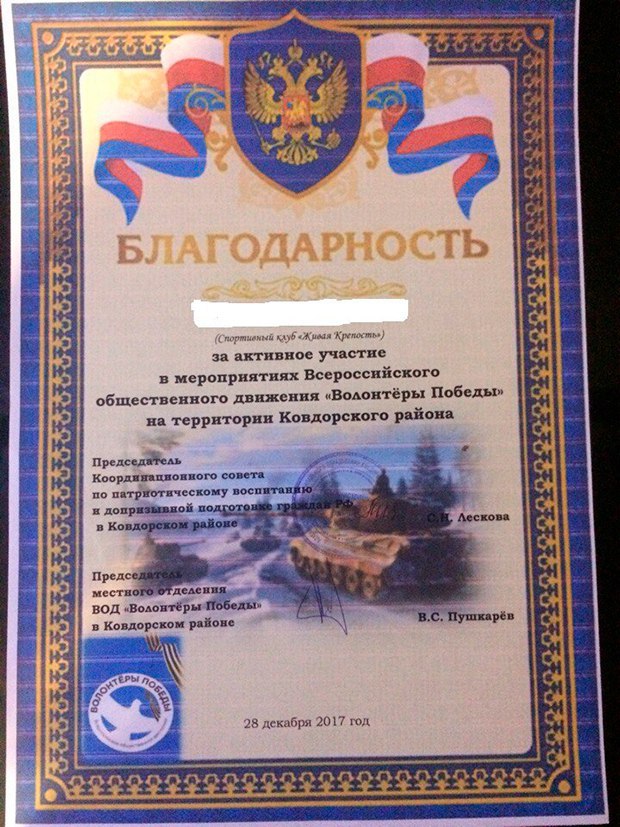 БЛАГОДАРНОСТЬ
(Спортивный клуб «Живая Крепость»)
за активное участие
в мероприятиях Всероссийского
общественного движения «Волонтёры Победы»
на территории Ковдорского района
Председатель
Координационного совета
по патриотическому воспитанию
и допризывной подготовке граждан РФ
в Ковдорском районе
С.Н. Лескова
Председатель
местного отделения
ВОД «Волонтёры Победы»
в Ковдорском районе
В.С. Пушкарёв
ВОЛОНТЁРЫ ПОБЕДЫ
28 декабря 2017 год